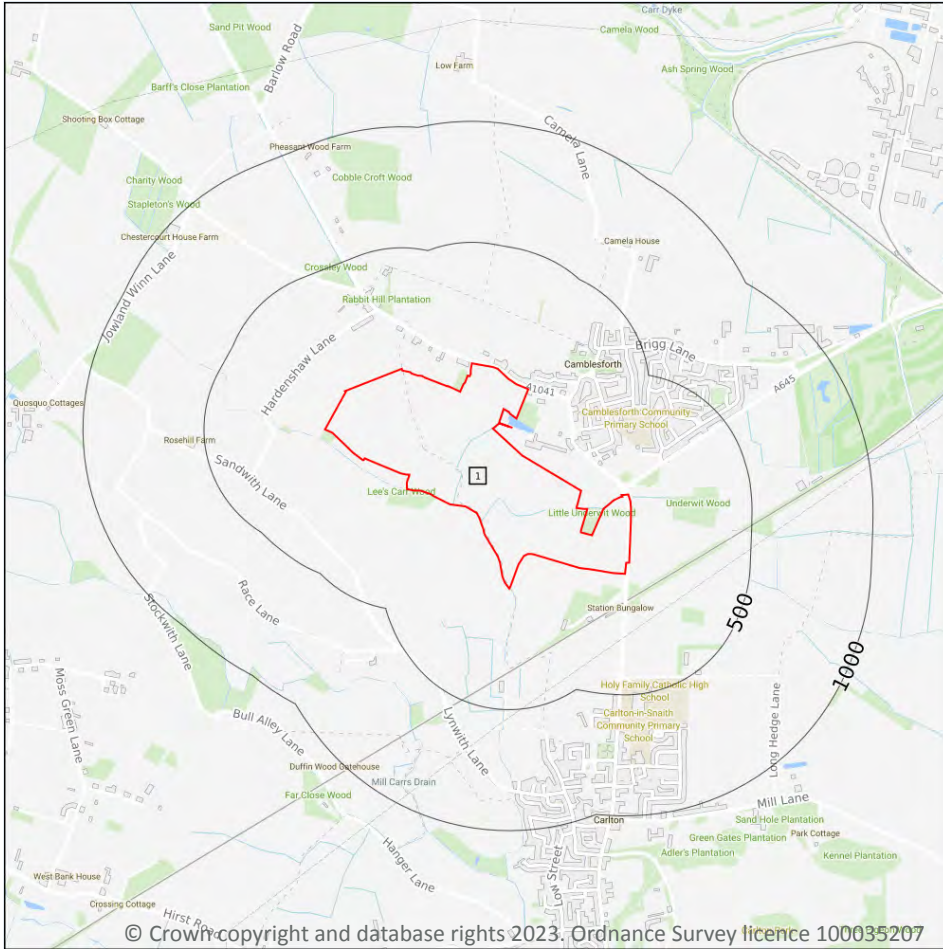 Carr Dyke
Sand Pit Wood
Camela Wood
Barlow Road
Low Farm
Ash Spring Wood
Barff's Close Plantation
Shooting Box Cottage
Camela Lane
Pheasant Wood Farm
Cobble Croft Wood
Charity Wood
Stapleton's Wood
Chestercourt House Farm
Camela House
Jowland Winn Lane
Crossley Wood
Rabbit Hill Plantation
Hardenshaw Lane
Brigg Lane
Camblesforth
A1041
A645
Quosquo Cottages
Camblesforth Community
Primary School
Rosehill Farm
Sandwith Lane
1
Lee's Carr Wood
Underwit Wood
Little Underwit Wood
Race Lane
Stockwith Lane
Station Bungalow
500
1000
Holy Family Catholic High
School
Moss Green Lane
Carlton-in-Snaith
Community Primary
School
Long Hedge Lane
Bull Alley Lane
Lynwith Lane
Duffin Wood Gatehouse
Mill Carrs Drain
Far Close Wood
Mill Lane
Carlton
Sand Hole Plantation
Green Gates Plantation
Park Cottage
Adler's Plantation
Kennel Plantation
Hanger Lane
Low Street
West Bank House
Crossing Cottage
Hirst Road
© Crown copyright and database rights 2023. Ordnance Survey licence 100035207